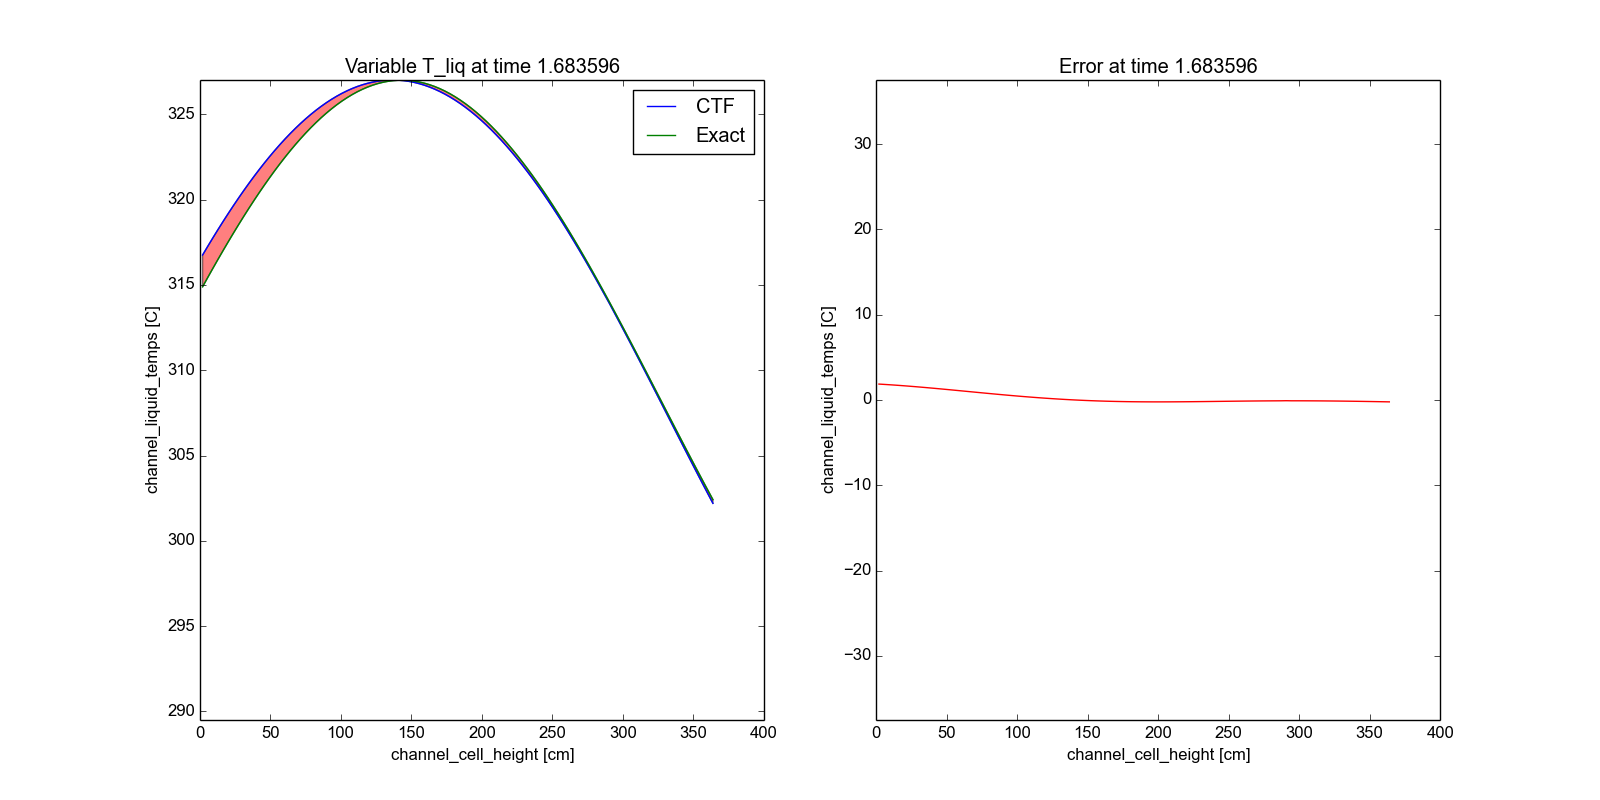 Variable T_liq at time 1.683596
325
320
315
310
305
300
295
290
channel_liquid_temps [C]
0 50 100 150 200 250 300 350 400
channel_cell_height [cm]
CTF
Exact
Error at time 1.683596
30
20
10
0
−10
−20
−30
channel_liquid_temps [C]
0 50 100 150 200 250 300 350 400
channel_cell_height [cm]